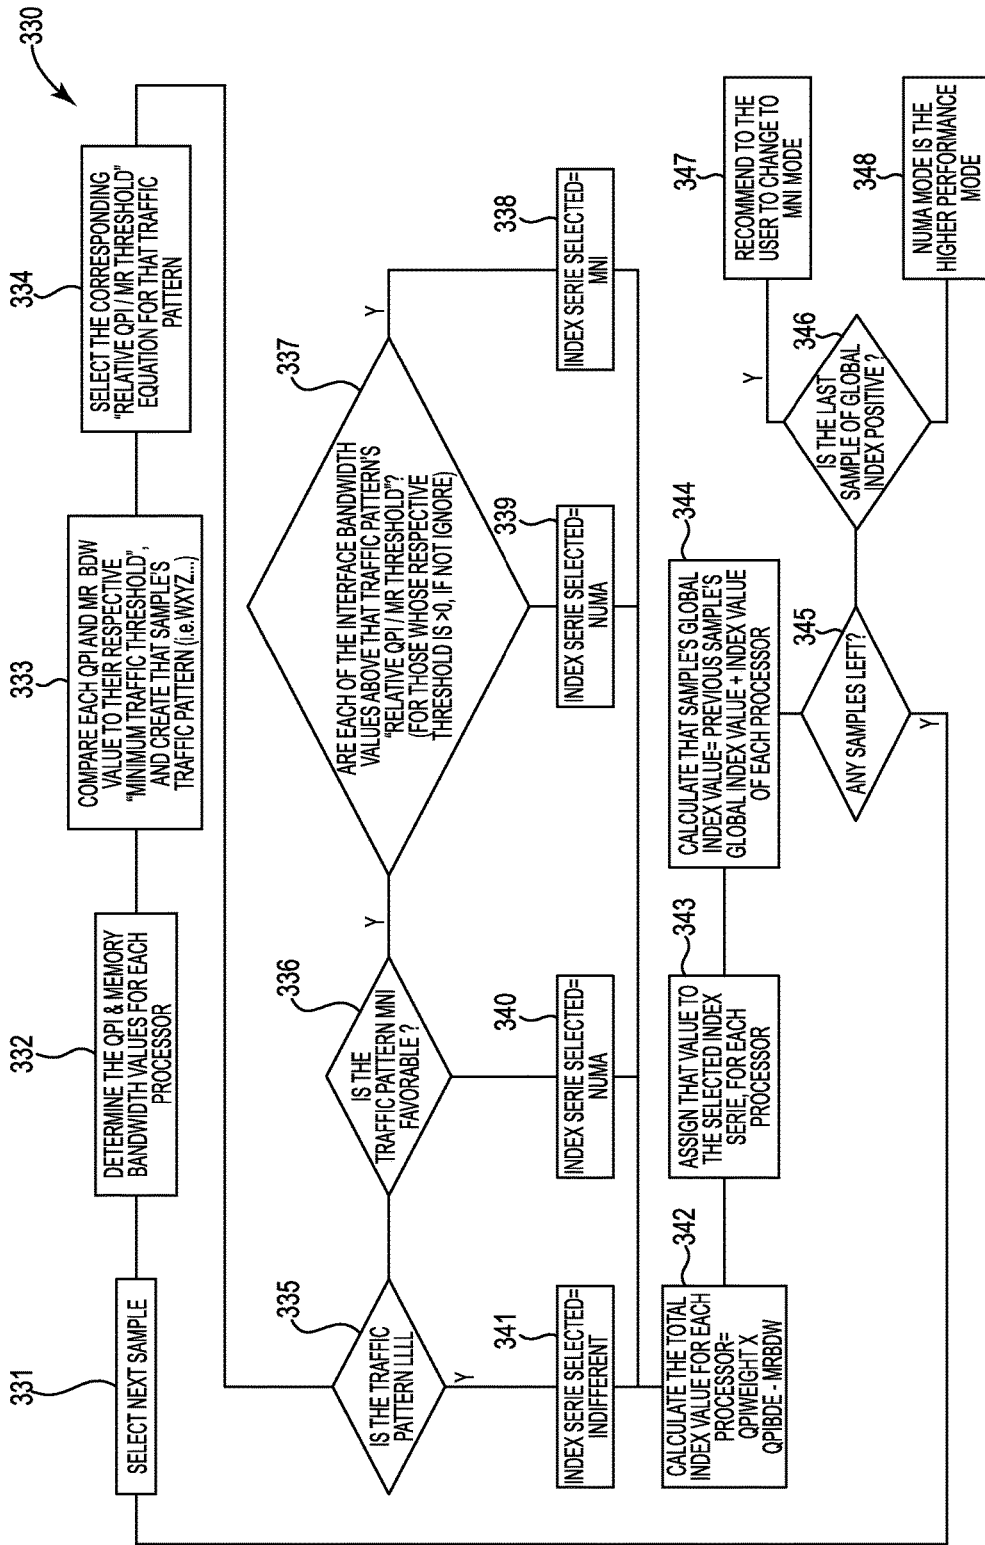 330
331
SELECT NEXT SAMPLE
332
DETERMINE THE QPI & MEMORY
BANDWIDTH VALUES FOR EACH
PROCESSOR
333
COMPARE EACH QPI AND MR BDW
VALUE TO THEIR RESPECTIVE
"MINIMUM TRAFFIC THRESHOLD",
AND CREATE THAT SAMPLE'S
TRAFFIC PATTERN (i.e.WXYZ...)
334
SELECT THE CORRESPONDING
"RELATIVE QPI / MR THRESHOLD"
EQUATION FOR THAT TRAFFIC
PATTERN
335
IS THE TRAFFIC
PATTERN LLLL
Y
336
IS THE
TRAFFIC PATTERN MNI
FAVORABLE ?
Y
337
ARE EACH OF THE INTERFACE BANDWIDTH
VALUES ABOVE THAT TRAFFIC PATTERN'S
"RELATIVE QPI / MR THRESHOLD"?
(FOR THOSE WHOSE RESPECTIVE
THRESHOLD IS >0, IF NOT IGNORE)
Y
341
INDEX SERIE SELECTED=
INDIFFERENT
340
INDEX SERIE SELECTED=
NUMA
339
INDEX SERIE SELECTED=
NUMA
338
INDEX SERIE SELECTED=
MNI
342
CALCULATE THE TOTAL
INDEX VALUE FOR EACH
PROCESSOR=
QPIWEIGHT X
QPIBDE - MRBDW
343
ASSIGN THAT VALUE TO
THE SELECTED INDEX
SERIE, FOR EACH
PROCESSOR
344
CALCULATE THAT SAMPLE'S GLOBAL
INDEX VALUE= PREVIOUS SAMPLE'S
GLOBAL INDEX VALUE + INDEX VALUE
OF EACH PROCESSOR
345
ANY SAMPLES LEFT?
Y
346
IS THE LAST
SAMPLE OF GLOBAL
INDEX POSITIVE ?
Y
347
RECOMMEND TO THE
USER TO CHANGE TO
MNI MODE
348
NUMA MODE IS THE
HIGHER PERFORMANCE
MODE